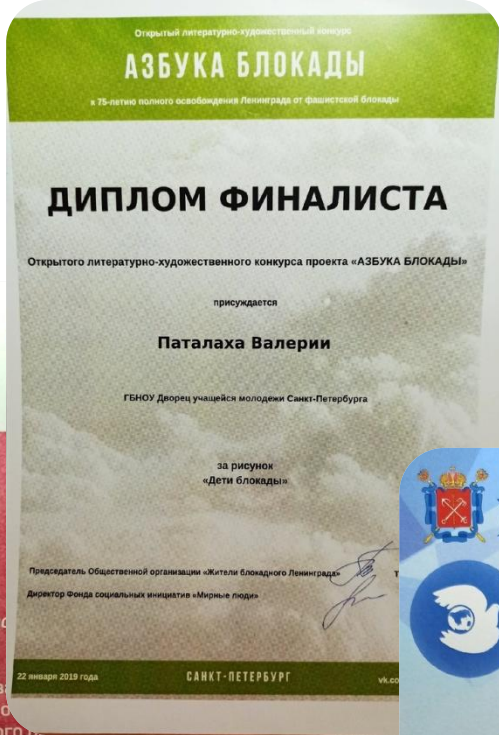 Открытый литературно-художественный конкурс
АЗБУКА БЛОКАДЫ
к 75-летию полного освобождения Ленинграда от фашистской блокады
ДИПЛОМ ФИНАЛИСТА
Открытого литературно-художественного конкурса проекта «АЗБУКА БЛОКАДЫ»
присуждается
Паталаха Валерии
ГБНОУ Дворец учащейся молодежи Санкт-Петербурга
за рисунок
«Дети блокады»
Председатель Общественной организации «Жители блокадного Ленинграда»
Директор Фонда социальных инициатив «Мирные люди»
22 января 2019 года
САНКТ-ПЕТЕРБУРГ
vk.co